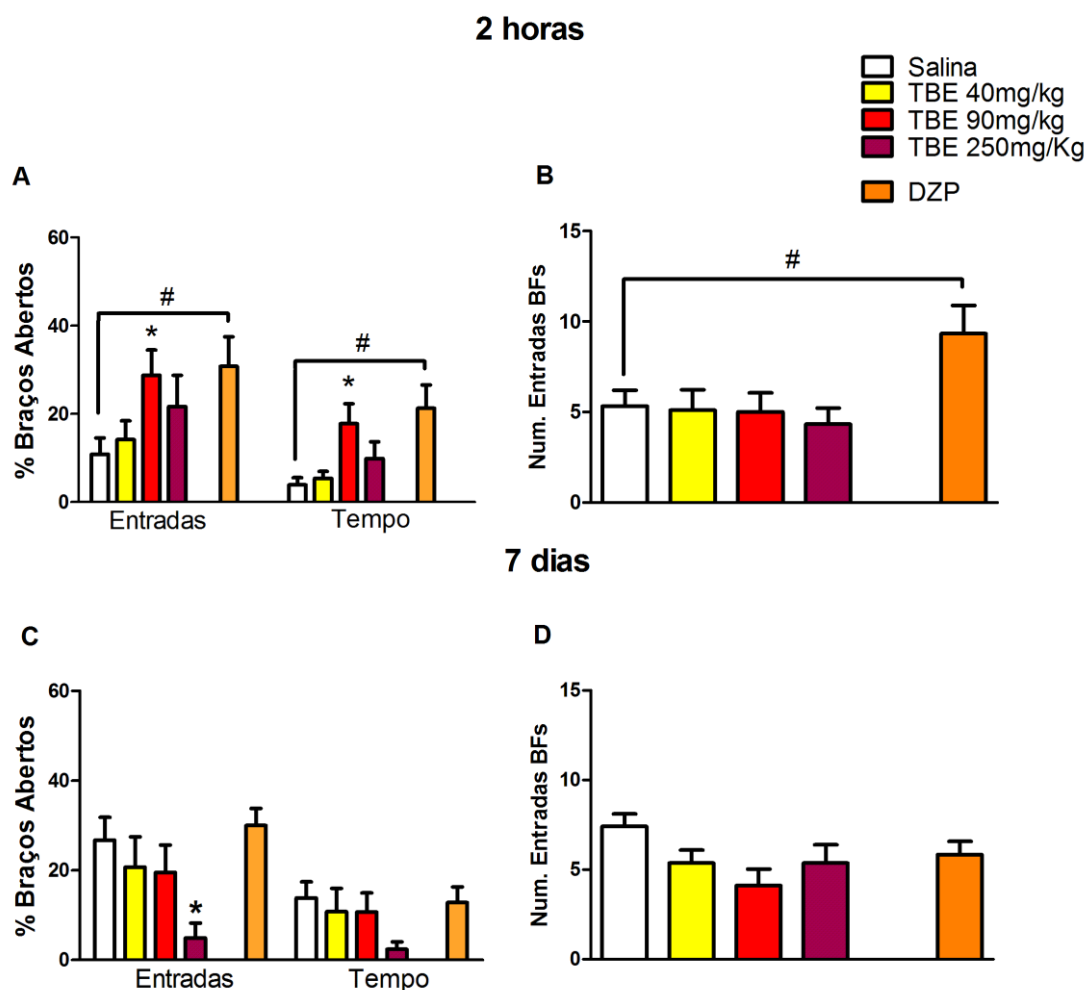 2 horas
Salina
TBE 40mg/kg
TBE 90mg/kg
TBE 250mg/Kg
DZP
A
% Braços Abertos
60
40
20
0
#
*
#
*
Entradas
Tempo
B
Num. Entradas BFs
15
10
5
0
#
7 dias
C
% Braços Abertos
60
40
20
0
*
Entradas
Tempo
D
Num. Entradas BFs
15
10
5
0